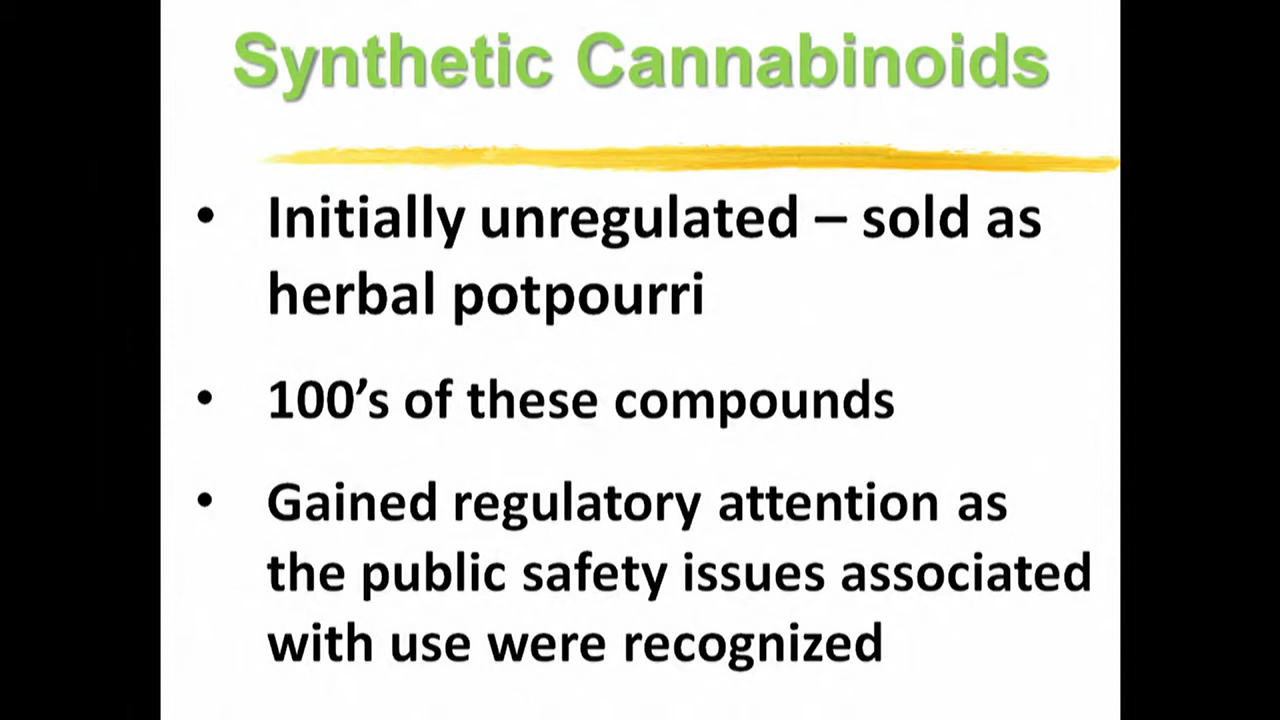 Synthetic Cannabinoids
• Initially unregulated – sold as
herbal potpourri
• 100’s of these compounds
• Gained regulatory attention as
the public safety issues associated
with use were recognized